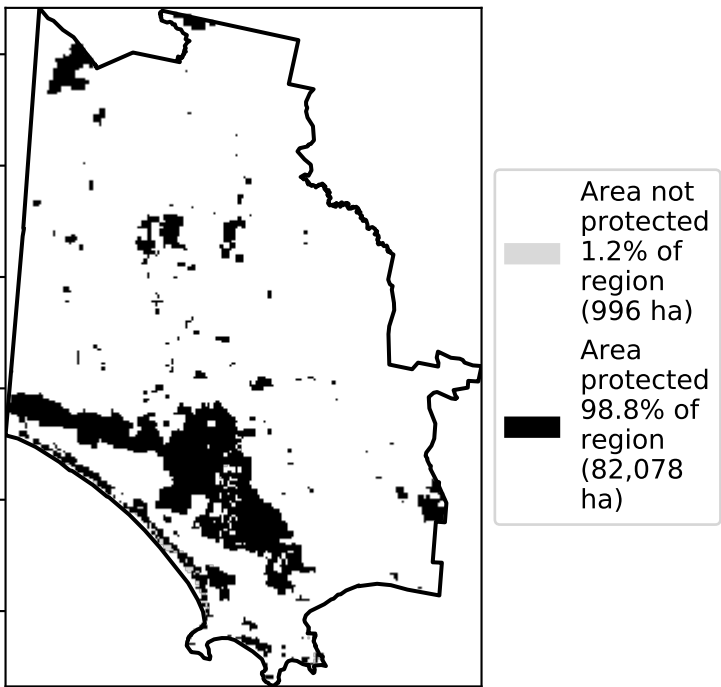 Area not
protected
1.2% of
region
(996 ha)
Area
protected
98.8% of
region
(82,078
ha)